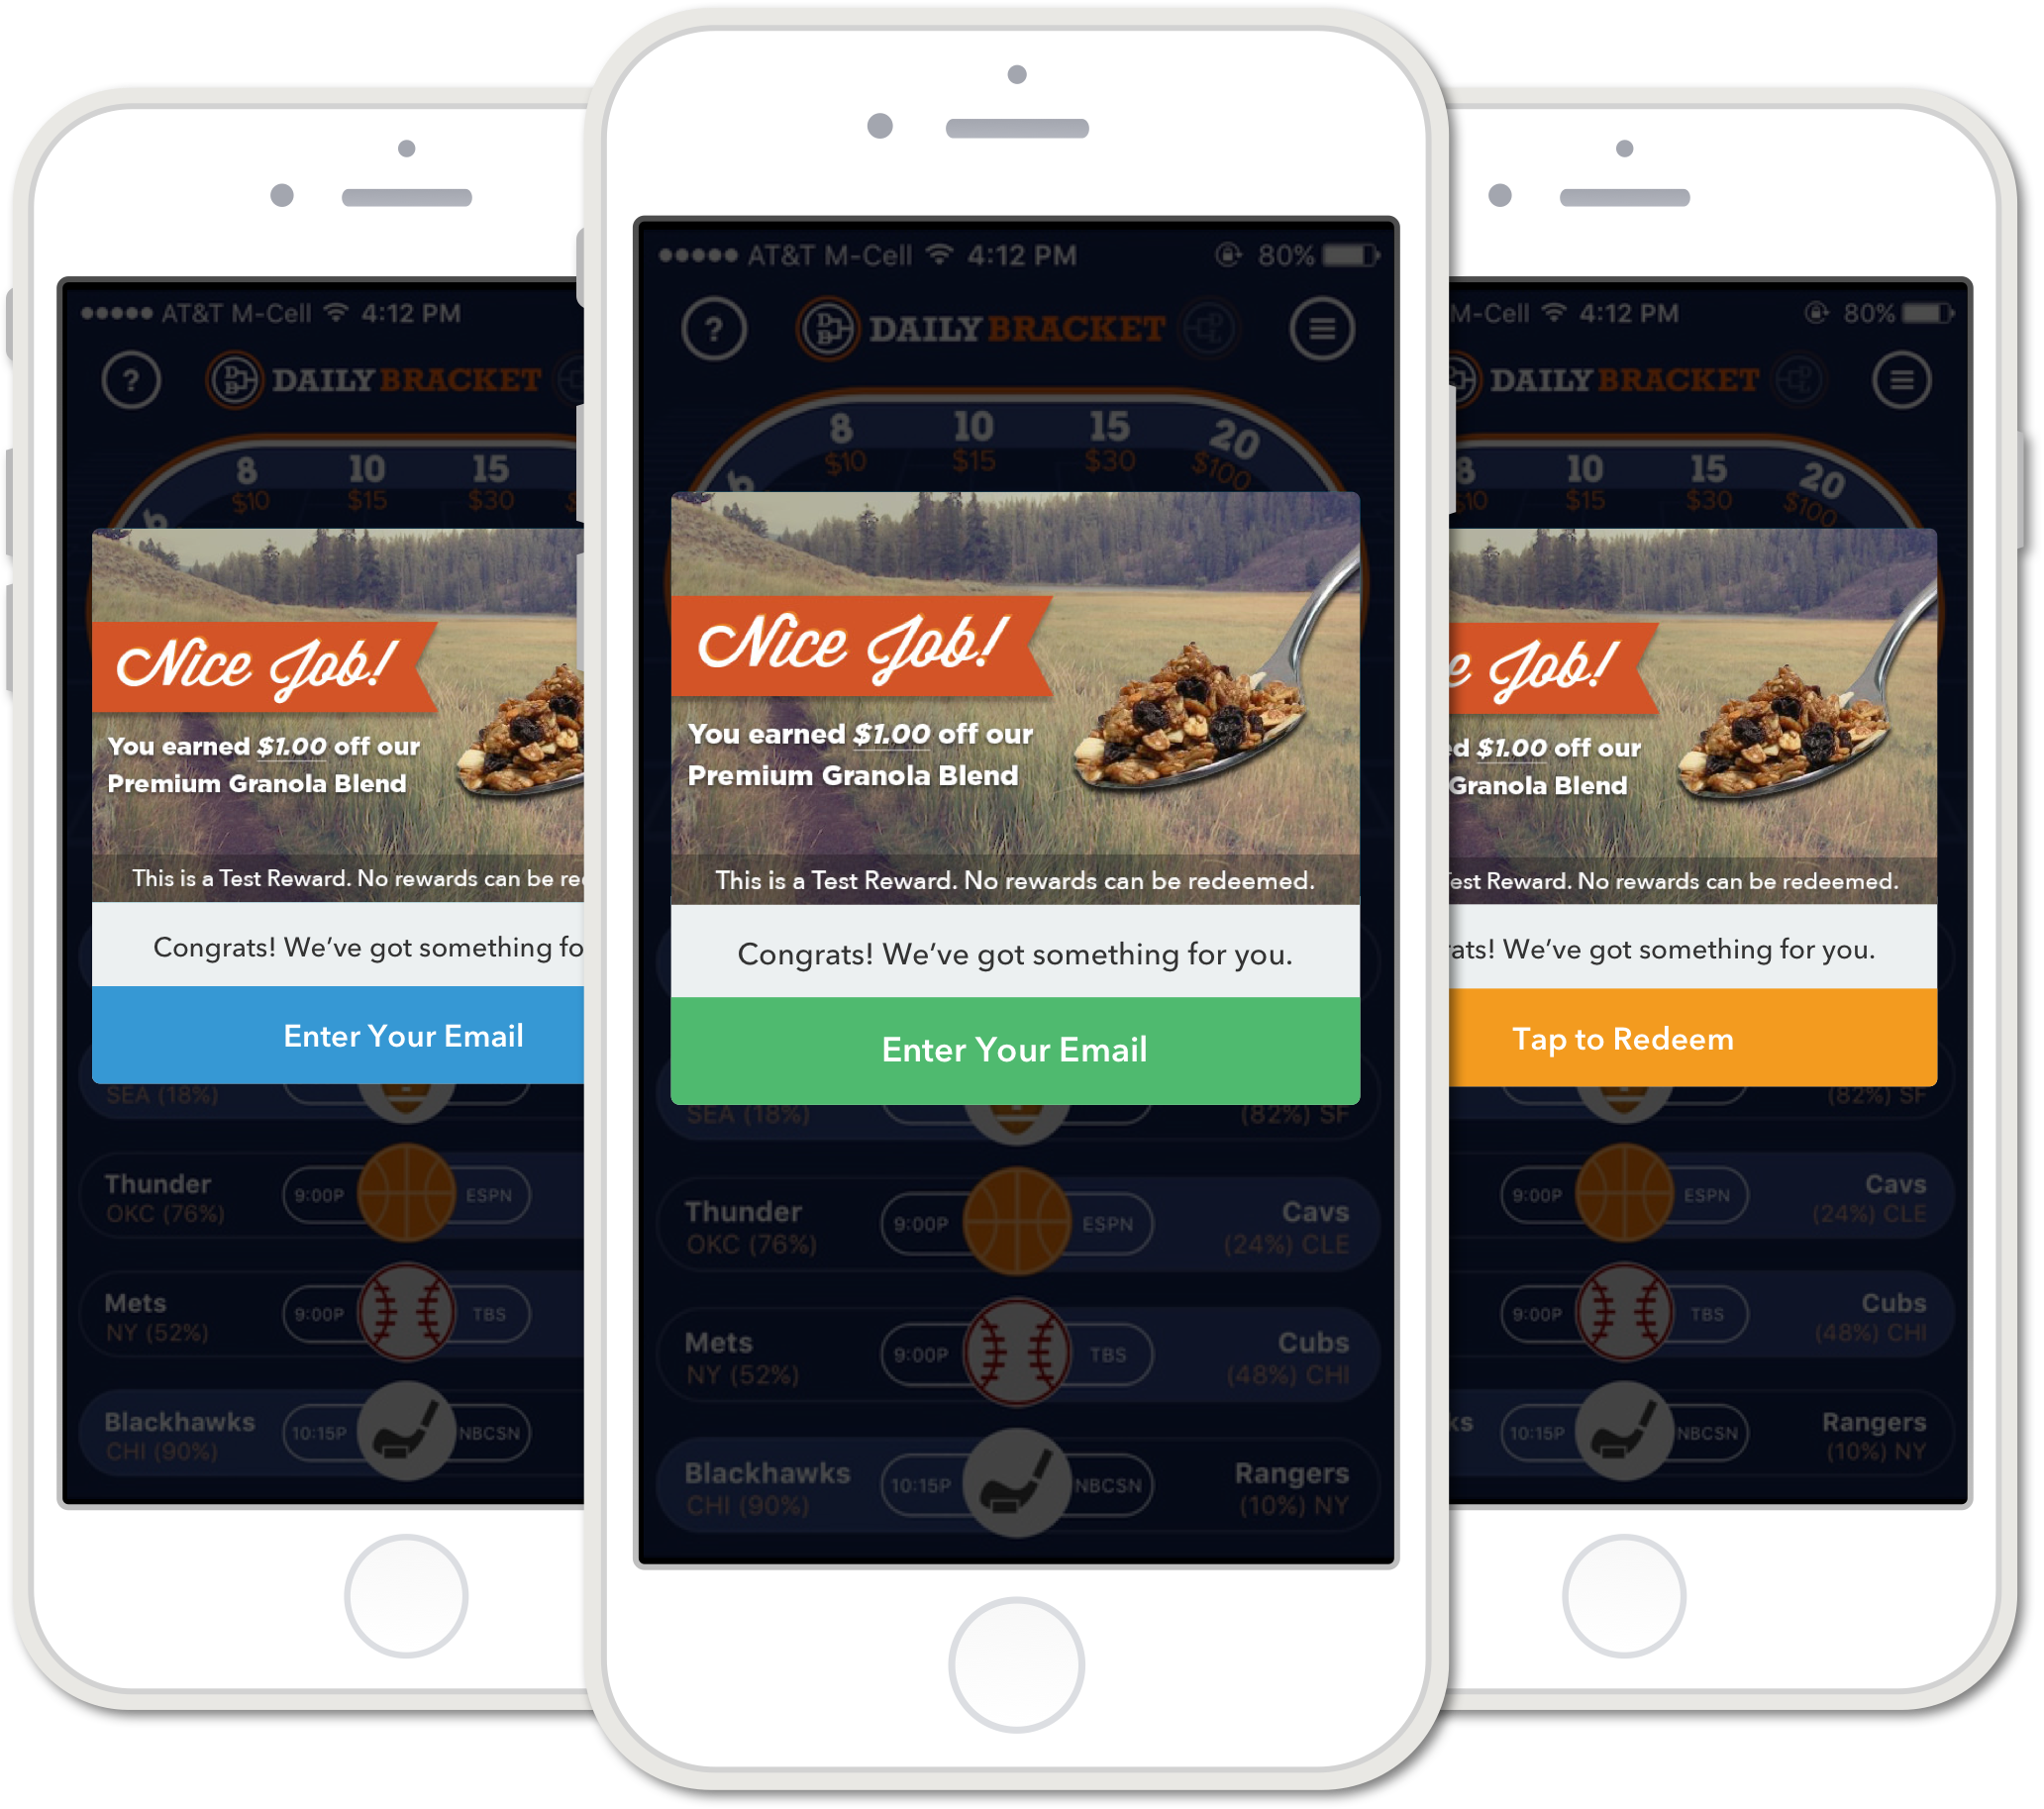 AT&T M-Cell 4:12 PM
? DAILY BRACKET
6 8 10 15
$10 $15 $30
Nice Job!
You earned $1.00 off our
Premium Granola Blend
This is a Test Reward. No rewards can be re
Congrats! We've got something fo
Enter Your Email
SEA (18%)
Thunder
OKC (76%)
9:00P ESPN
Mets
NY (52%)
9:00P TBS
Blackhawks
CHI (90%)
10:15P NBCSN
AT&T M-Cell 4:12 PM 80%
? DB DAILY BRACKET
6 8 10 15 20
$10 $15 $30 $100
Nice Job!
You earned $1.00 off our
Premium Granola Blend
This is a Test Reward. No rewards can be redeemed.
Congrats! We've got something for you.
Enter Your Email
SEA (18%) (82%) SF
Thunder 9:00P ESPN Cavs
OKC (76%) (24%) CLE
Mets 9:00P TBS Cubs
NY (52%) (48%) CHI
Blackhawks 10:15P NBCSN Rangers
CHI (90%) (10%) NY
M-Cell 4:12 PM 80%
DAILY BRACKET
8 10 15 20
$10 $15 $30 $100
e Job!
ed $1.00 off our
Granola Blend
est Reward. No rewards can be redeemed.
ats! We've got something for you.
Tap to Redeem
(82%) SF
9:00P ESPN Cavs
(24%) CLE
9:00P TBS Cubs
(48%) CHI
ks 10:15P NBCSN Rangers
(10%) NY